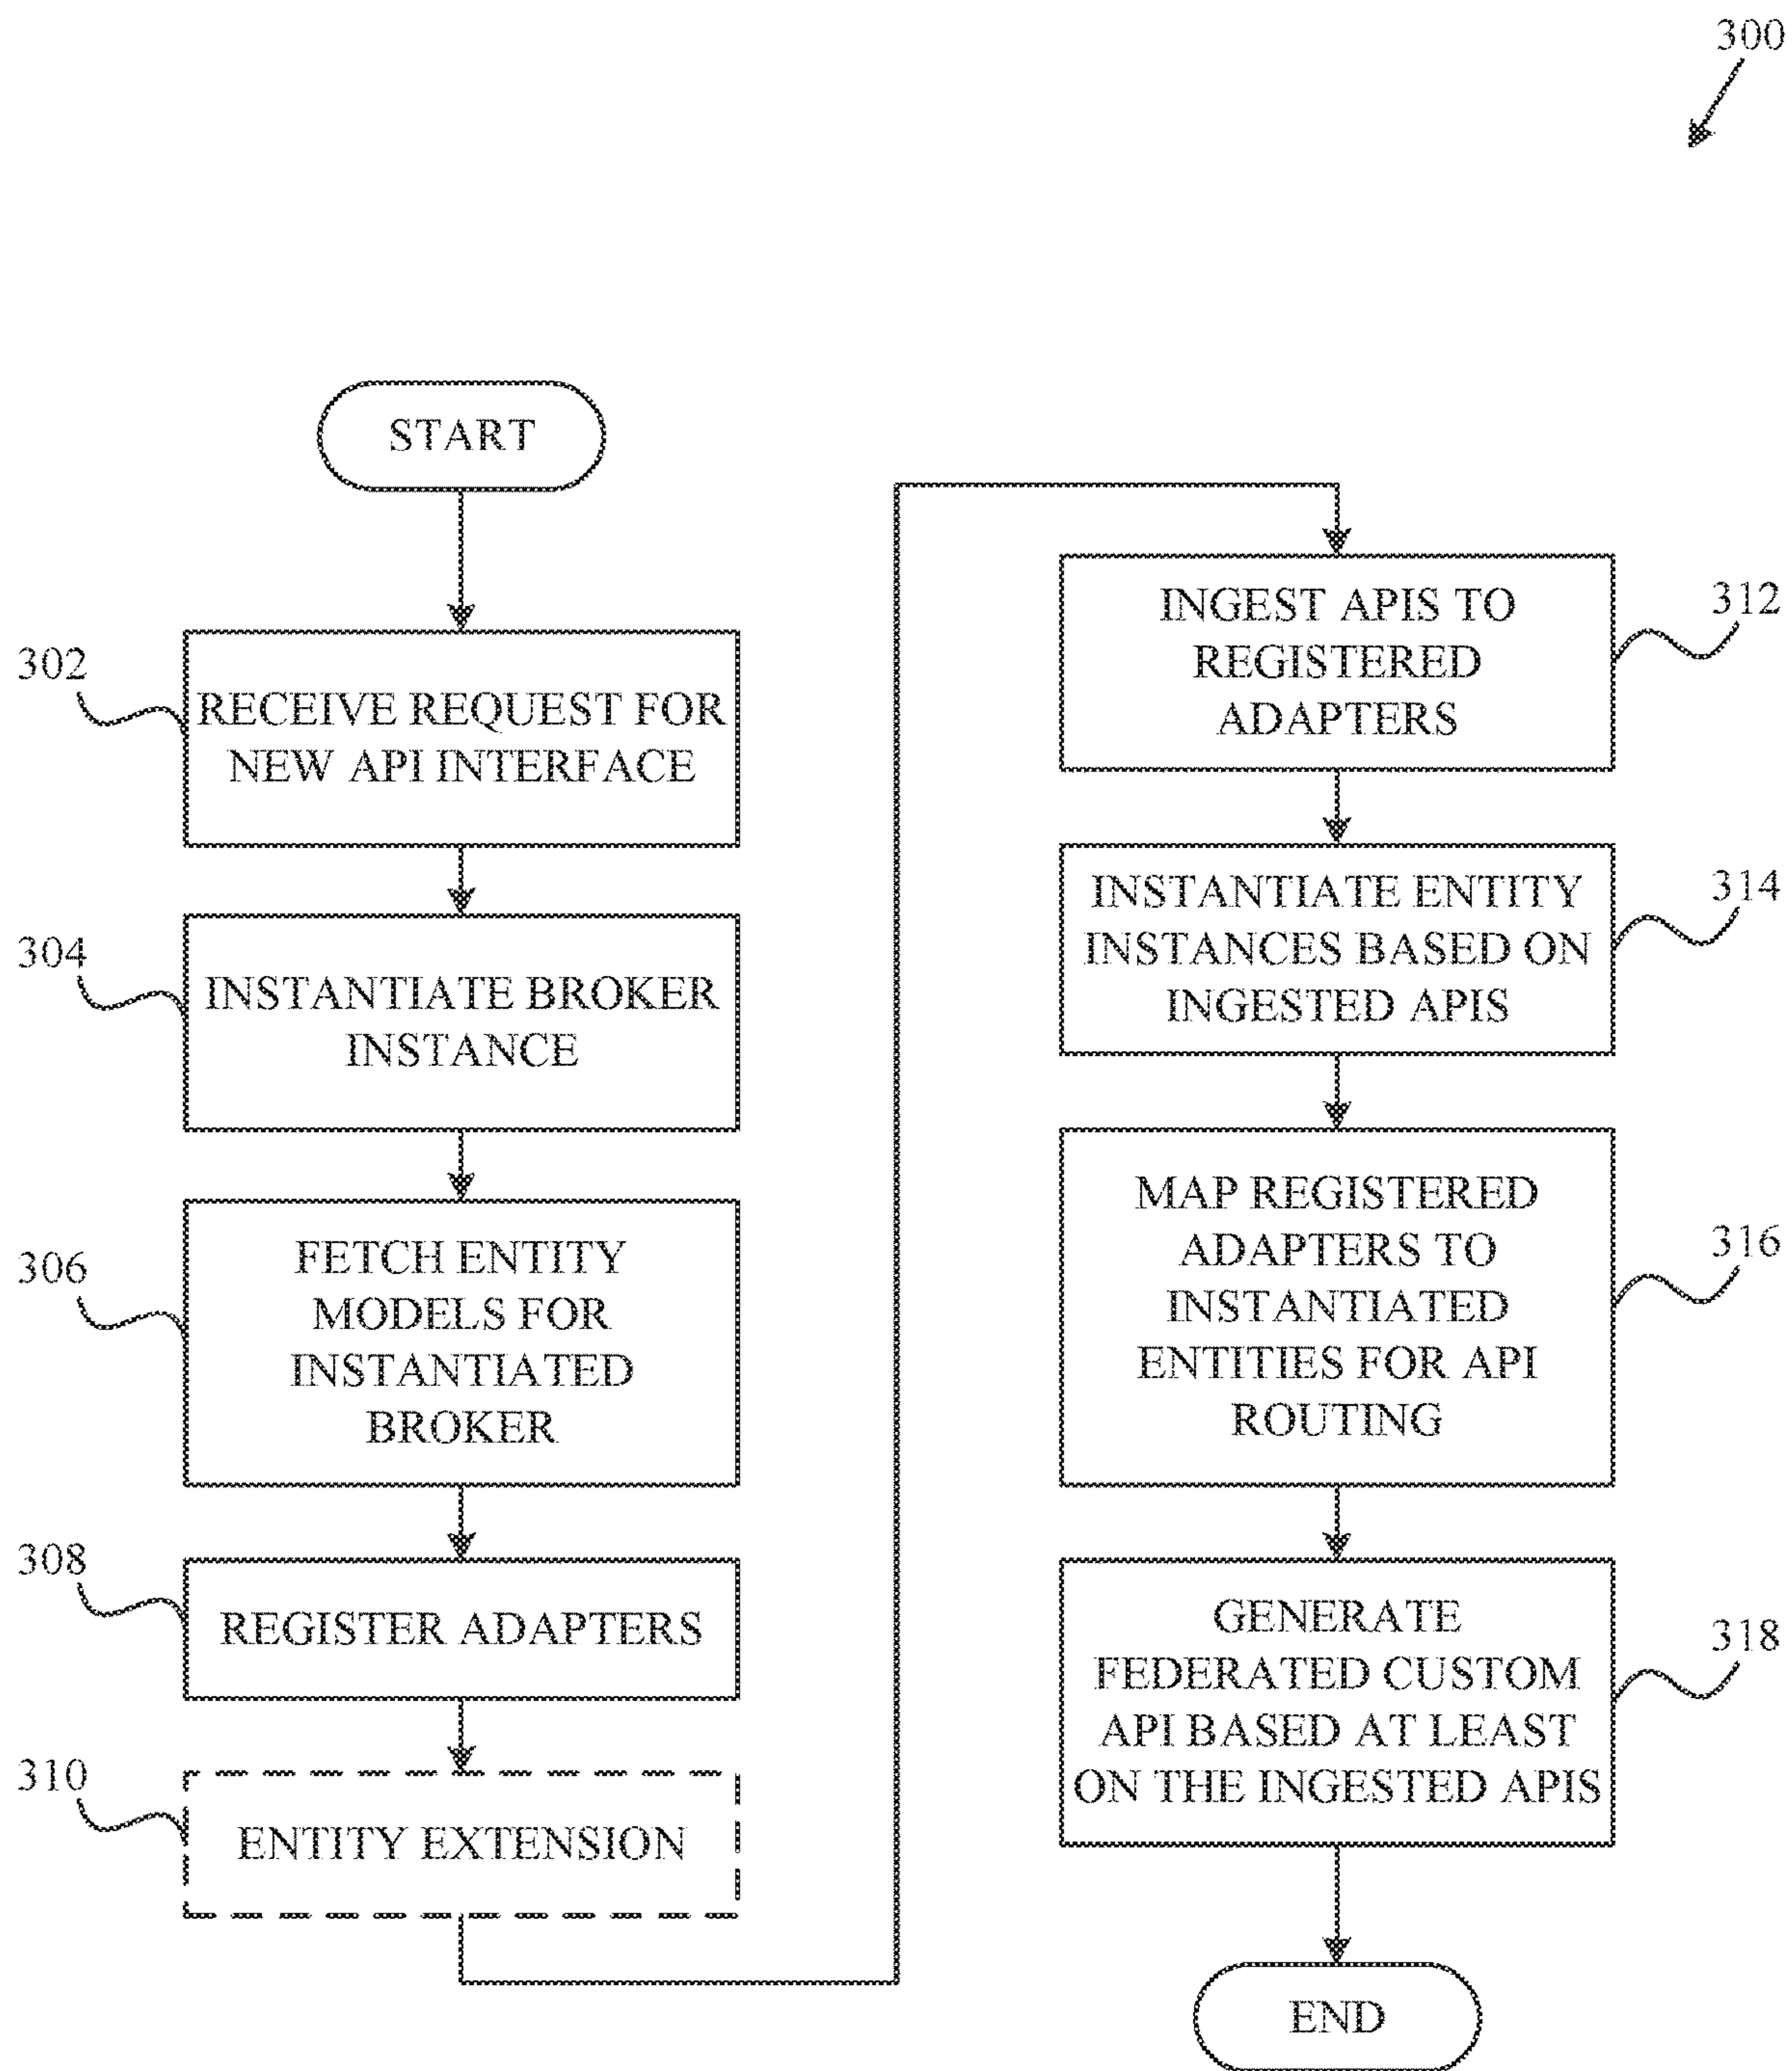 300
START
302
RECEIVE REQUEST FOR
NEW API INTERFACE
304
INSTANTIATE BROKER
INSTANCE
306
FETCH ENTITY
MODELS FOR
INSTANTIATED
BROKER
308
REGISTER ADAPTERS
310
ENTITY EXTENSION
INGEST APIS TO
REGISTERED
ADAPTERS
312
INSTANTIATE ENTITY
INSTANCES BASED ON
INGESTED APIS
314
MAP REGISTERED
ADAPTERS TO
INSTANTIATED
ENTITIES FOR API
ROUTING
316
GENERATE
FEDERATED CUSTOM
API BASED AT LEAST
ON THE INGESTED APIS
318
END